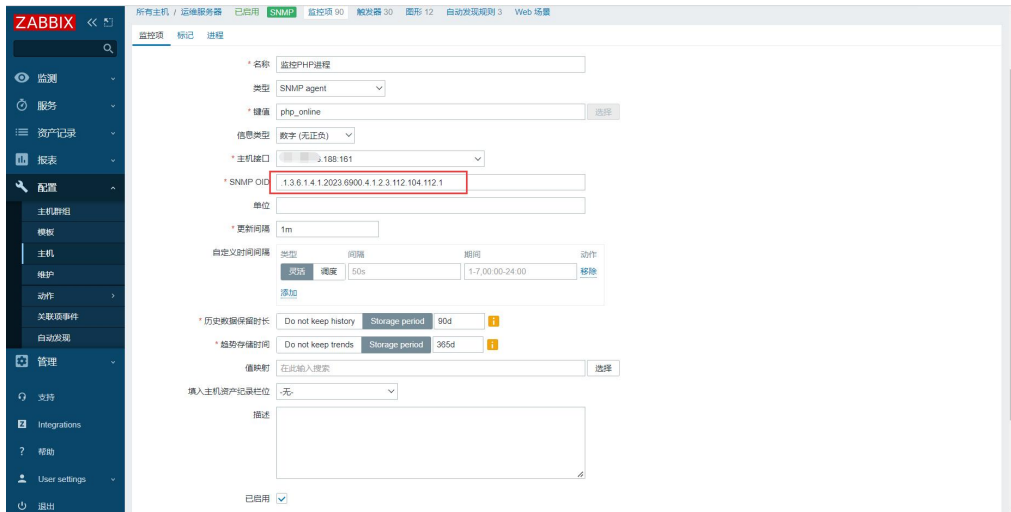 ZABBIX
所有主机 / 运维服务器 已启用 SNMP 监控项 90 触发器 30 图形 12 自动发现规则 3 Web 场景
监控项 标记 进程
监测
服务
资产记录
报表
配置
主机群组
模板
主机
维护
动作
关联项事件
自动发现
管理
支持
Integrations
帮助
User settings
退出
* 名称 监控PHP进程
类型 SNMP agent
* 键值 php_online 选择
信息类型 数字 (无正负)
* 主机接口 .188:161
* SNMP OID .1.3.6.1.4.1.2023.6900.4.1.2.3.112.104.112.1
单位
* 更新间隔 1m
自定义时间间隔 类型 间隔 期间 动作
灵活 调度 50s 1-7,00:00-24:00 移除
添加
* 历史数据保留时长 Do not keep history Storage period 90d
* 趋势存储时间 Do not keep trends Storage period 365d
值映射 在此输入搜索 选择
填入主机资产纪录栏位 -无-
描述
已启用